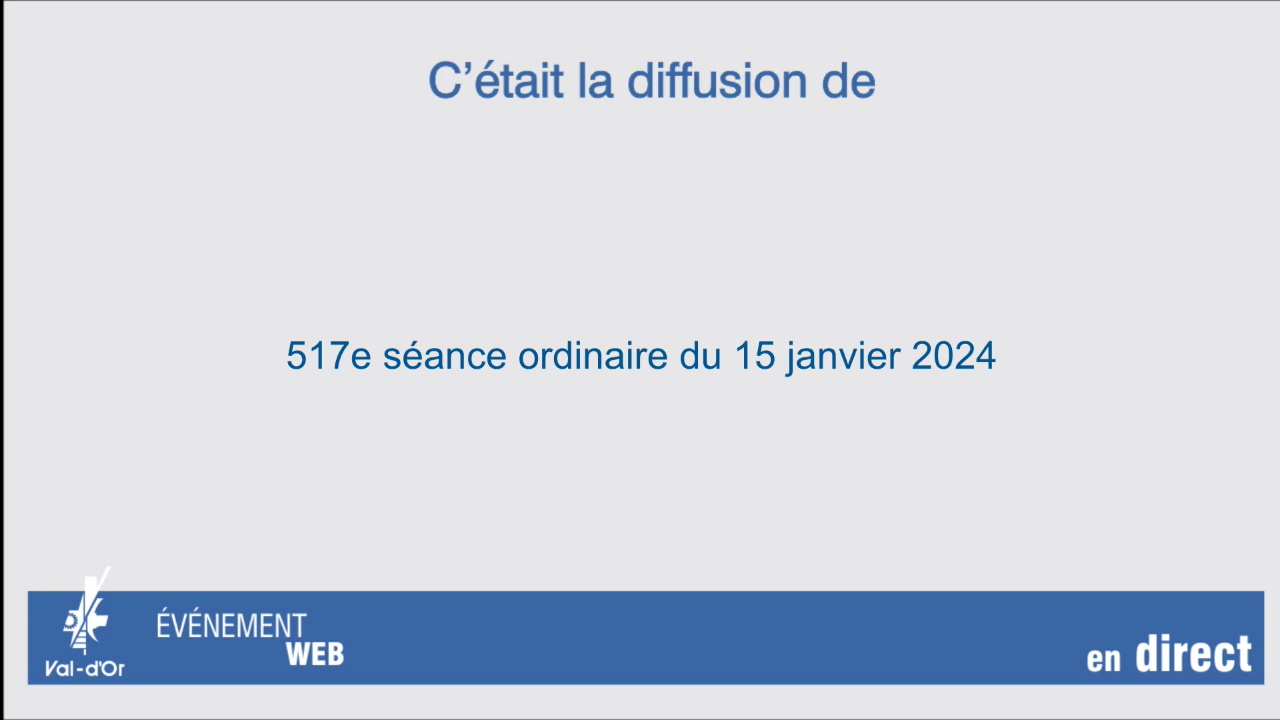 C’était la diffusion de
517e séance ordinaire du 15 janvier 2024
ÉVÉNEMENT
WEB
Val-d'Or
en direct